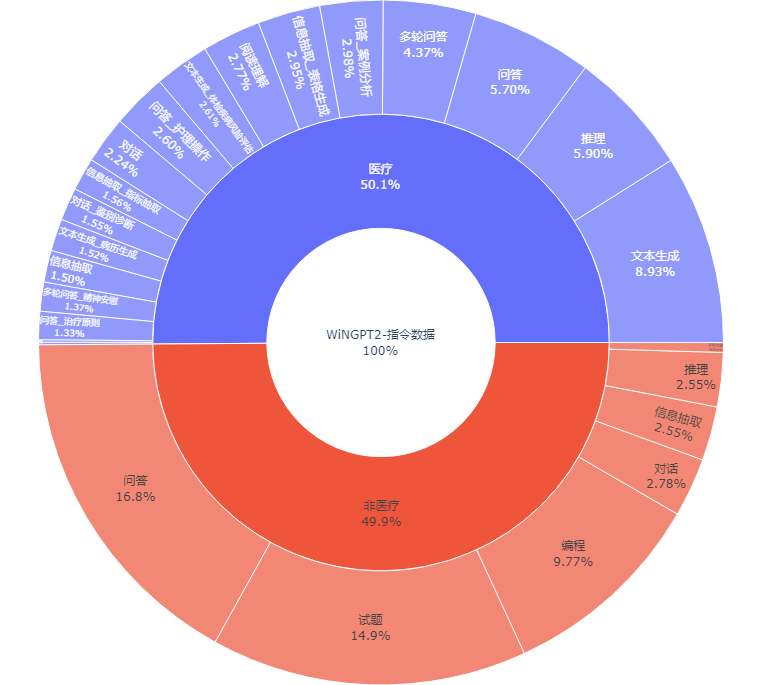 WiNGPT2-指令数据
100%
医疗
50.1%
文本生成
8.93%
推理
5.90%
问答
5.70%
多轮问答
4.37%
问答_案例分析
2.98%
信息抽取_表格生成
2.95%
阅读理解
2.77%
文本生成_体检疾病风险评估
2.61%
问答_护理操作
2.60%
对话
2.24%
信息抽取_指标抽取
1.56%
对话_鉴别诊断
1.55%
文本生成_病历生成
1.52%
信息抽取
1.50%
多轮问答_精神安慰
1.37%
问答_治疗原则
1.33%
非医疗
49.9%
问答
16.8%
试题
14.9%
编程
9.77%
对话
2.78%
信息抽取
2.55%
推理
2.55%